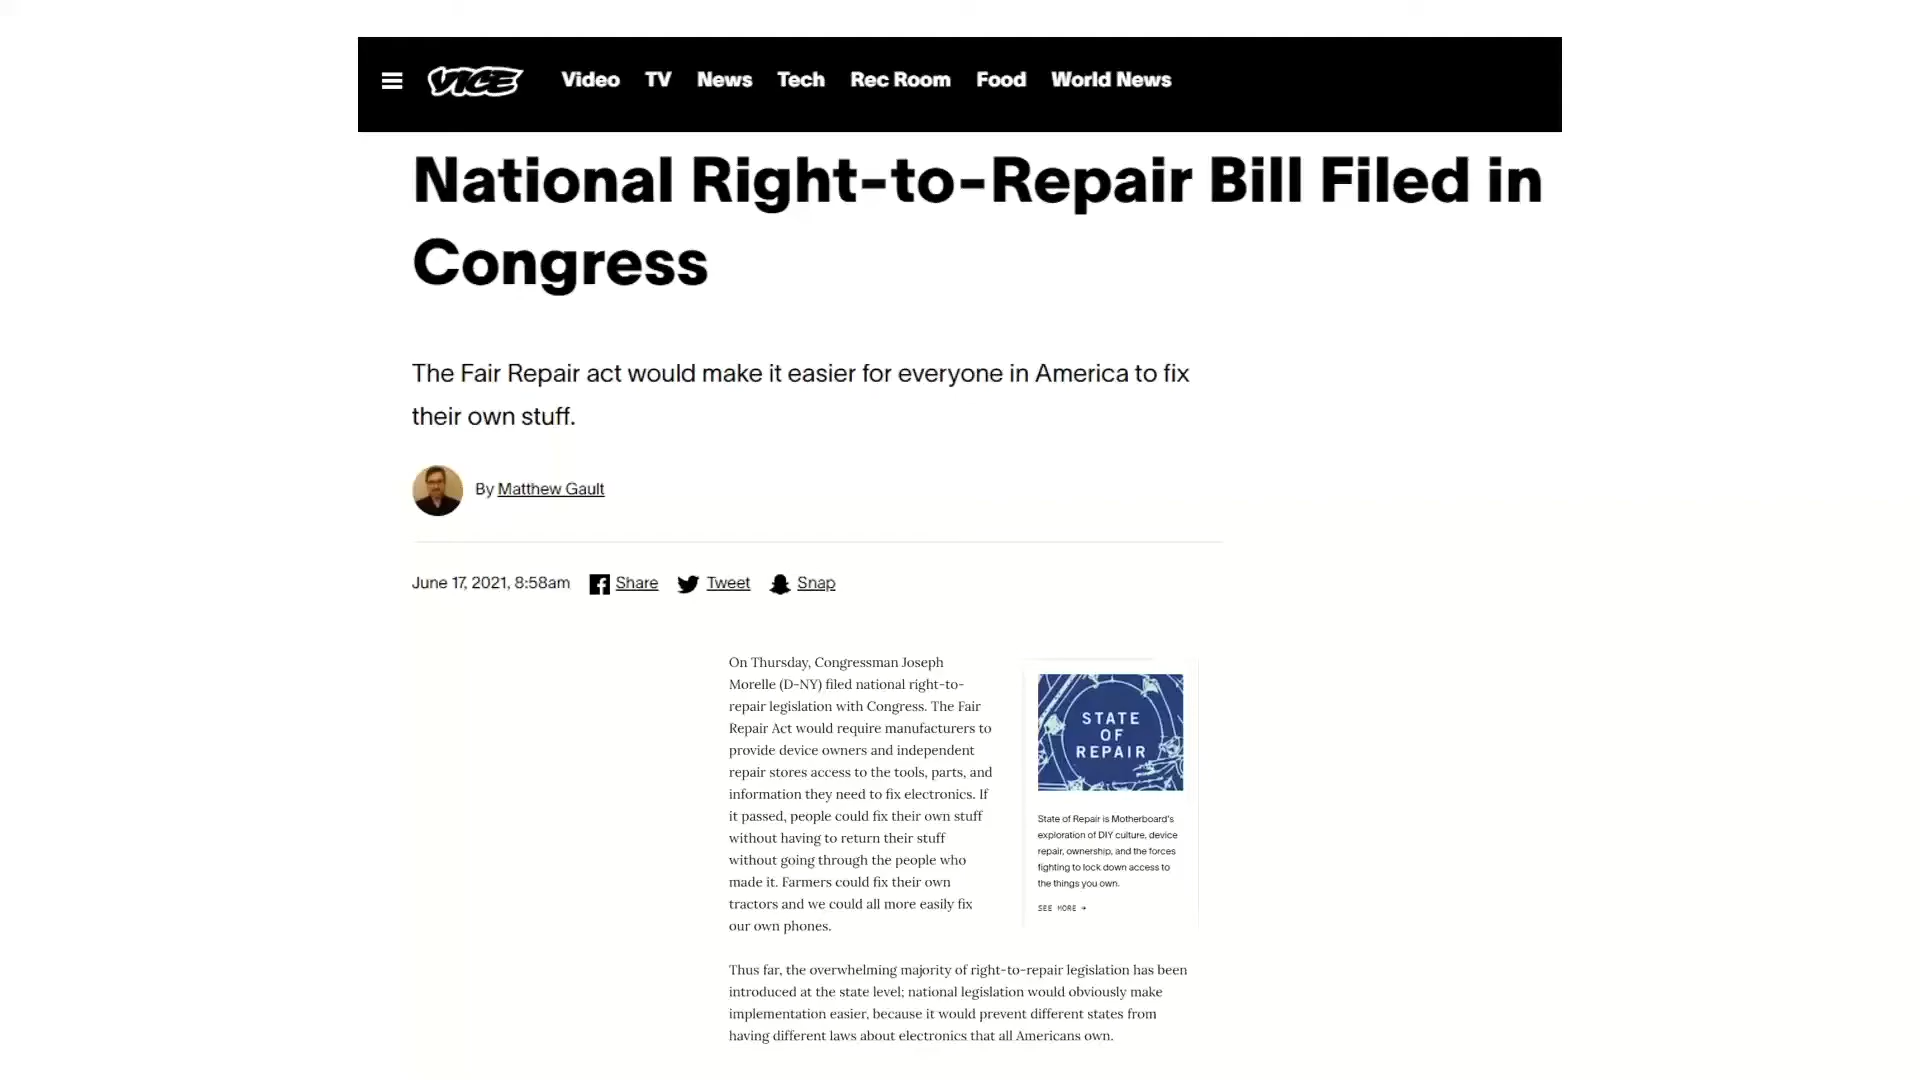 VICE Video TV News Tech Rec Room Food World News
National Right-to-Repair Bill Filed in
Congress
The Fair Repair act would make it easier for everyone in America to fix
their own stuff.
By Matthew Gault
June 17, 2021, 8:58am Share Tweet Snap
On Thursday, Congressman Joseph
Morelle (D-NY) filed national right-to-
repair legislation with Congress. The Fair
Repair Act would require manufacturers to
provide device owners and independent
repair stores access to the tools, parts, and
information they need to fix electronics. If
it passed, people could fix their own stuff
without having to return their stuff
without going through the people who
made it. Farmers could fix their own
tractors and we could all more easily fix
our own phones.
STATE
OF
REPAIR
State of Repair is Motherboard's
exploration of DIY culture, device
repair, ownership, and the forces
fighting to lock down access to
the things you own.
SEE MORE →
Thus far, the overwhelming majority of right-to-repair legislation has been
introduced at the state level; national legislation would obviously make
implementation easier, because it would prevent different states from
having different laws about electronics that all Americans own.